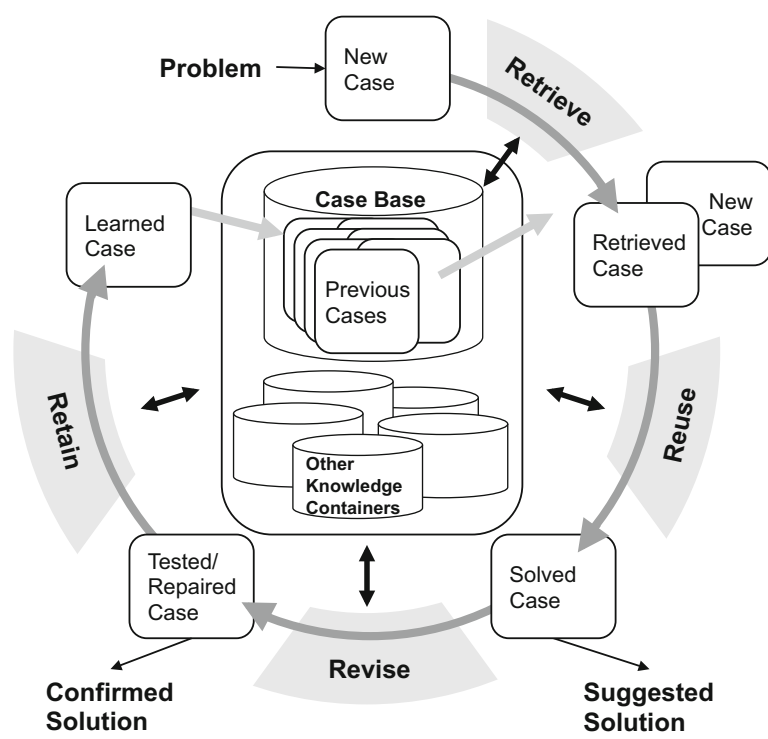 Problem
New
Case
Retrieve
Learned
Case
Case Base
Previous
Cases
New
Case
Retrieved
Case
Retain
Reuse
Other
Knowledge
Containers
Tested/
Repaired
Case
Solved
Case
Revise
Confirmed
Solution
Suggested
Solution